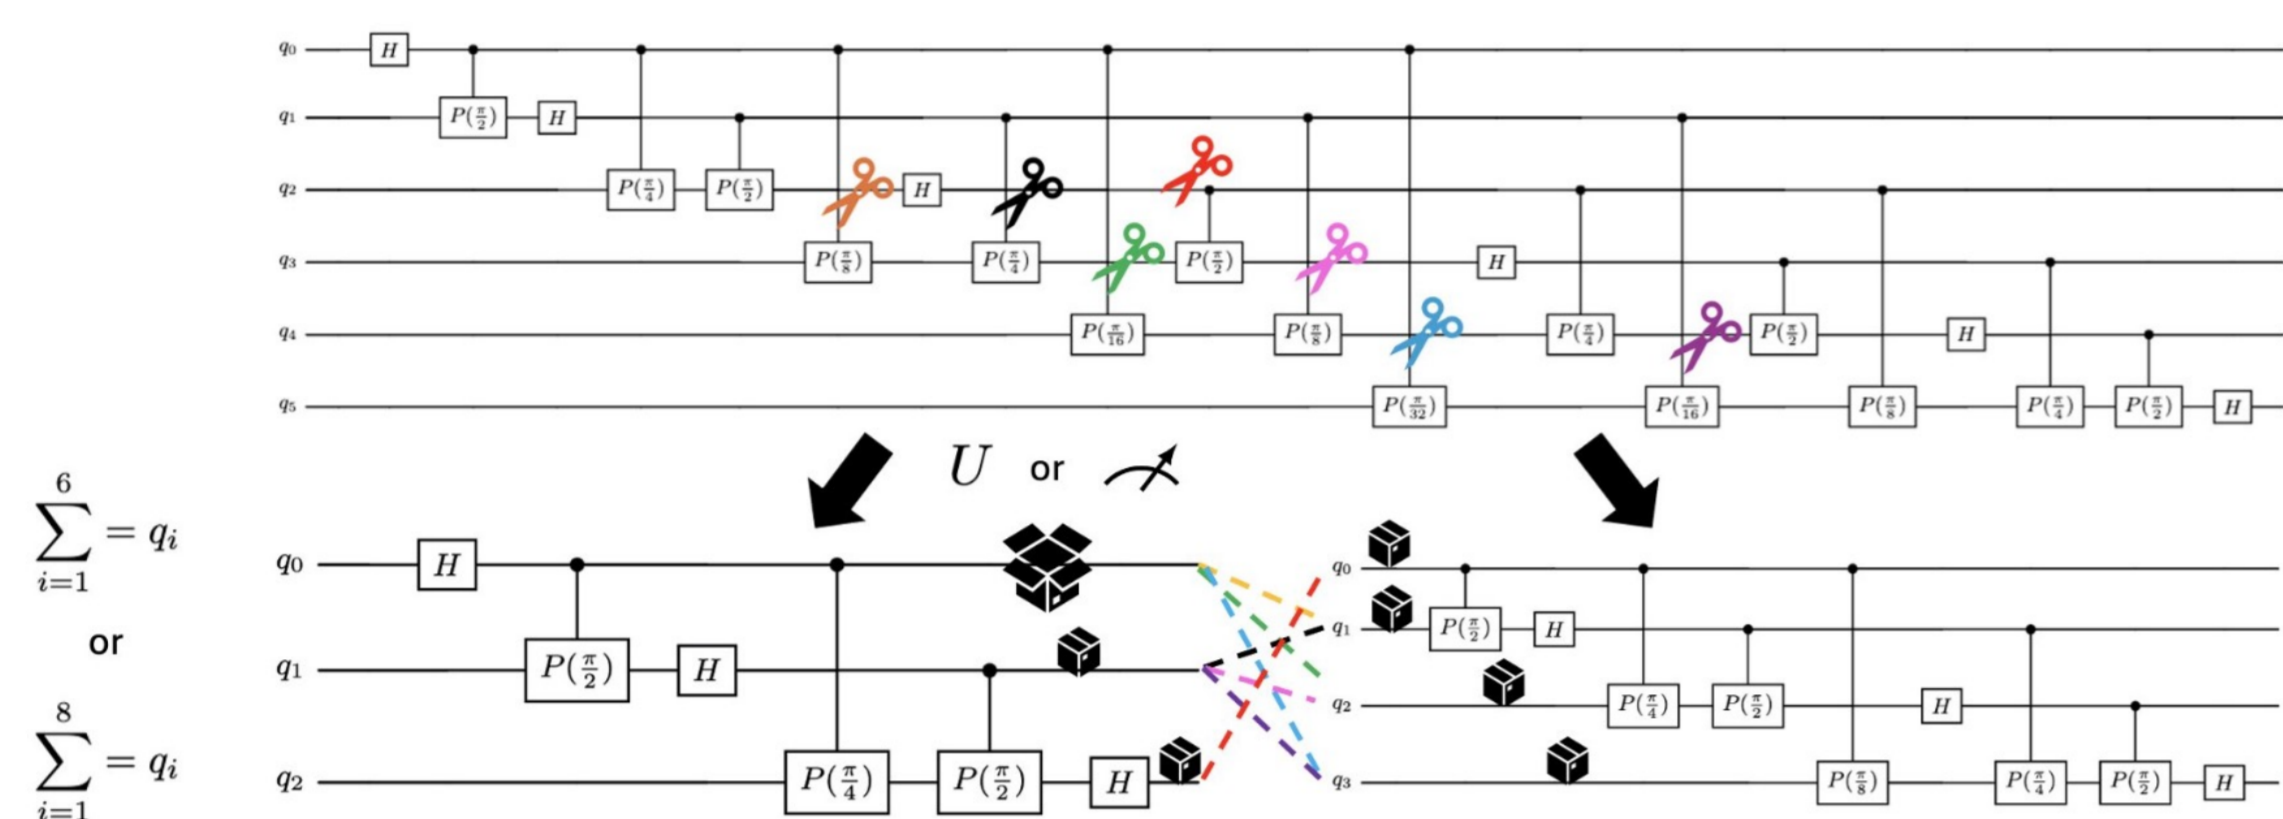 q₀ H
P(π/2) H
q₁
q₂ P(π/4) P(π/2) H
q₃ P(π/8) P(π/4) P(π/2) H
q₄ P(π/16) P(π/8) P(π/4) P(π/2) H
q₅ P(π/32) P(π/16) P(π/8) P(π/4) P(π/2) H
U or
6
∑ = qᵢ
i=1
or
8
∑ = qᵢ
i=1
q₀ H
q₁ P(π/2) H
q₂ P(π/4) P(π/2) H
q₀
q₁ P(π/2) H
q₂ P(π/4) P(π/2) H
q₃ P(π/8) P(π/4) P(π/2) H